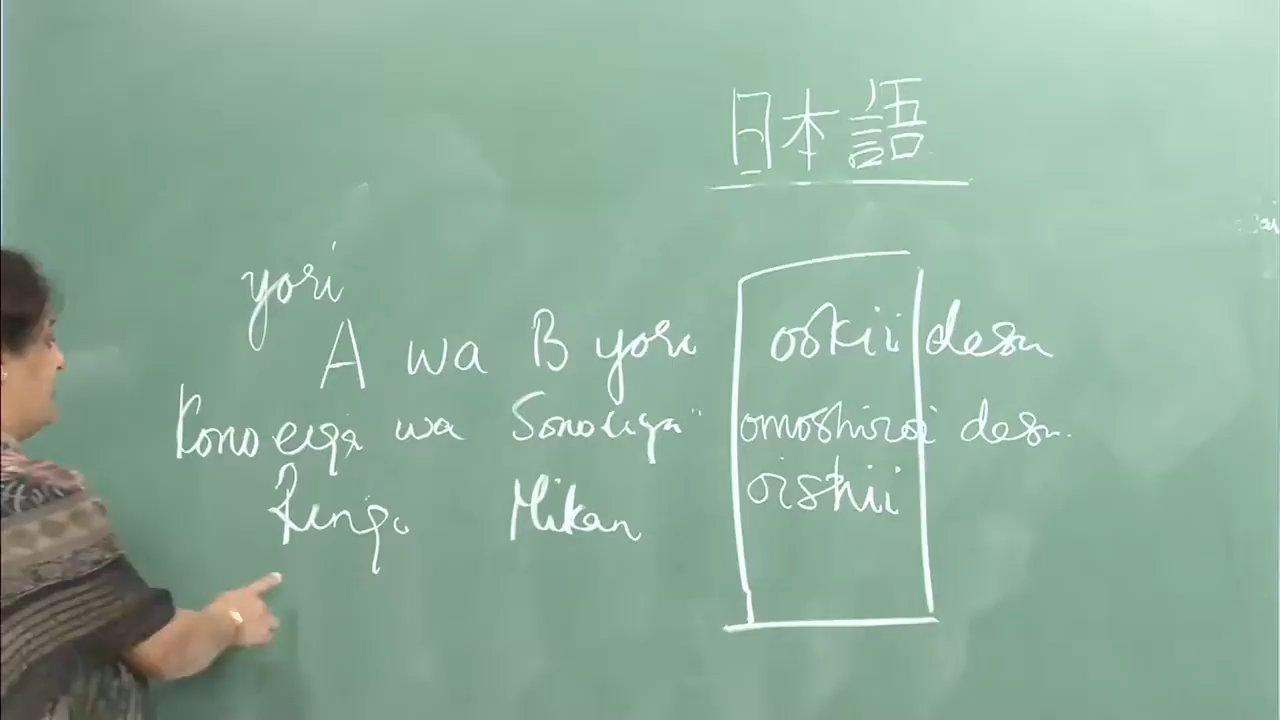 日本語
yori
A wa B yori ookii desu
Kono eiga wa Sono eiga " omoshiroi desu.
Ringo Mikan oishii